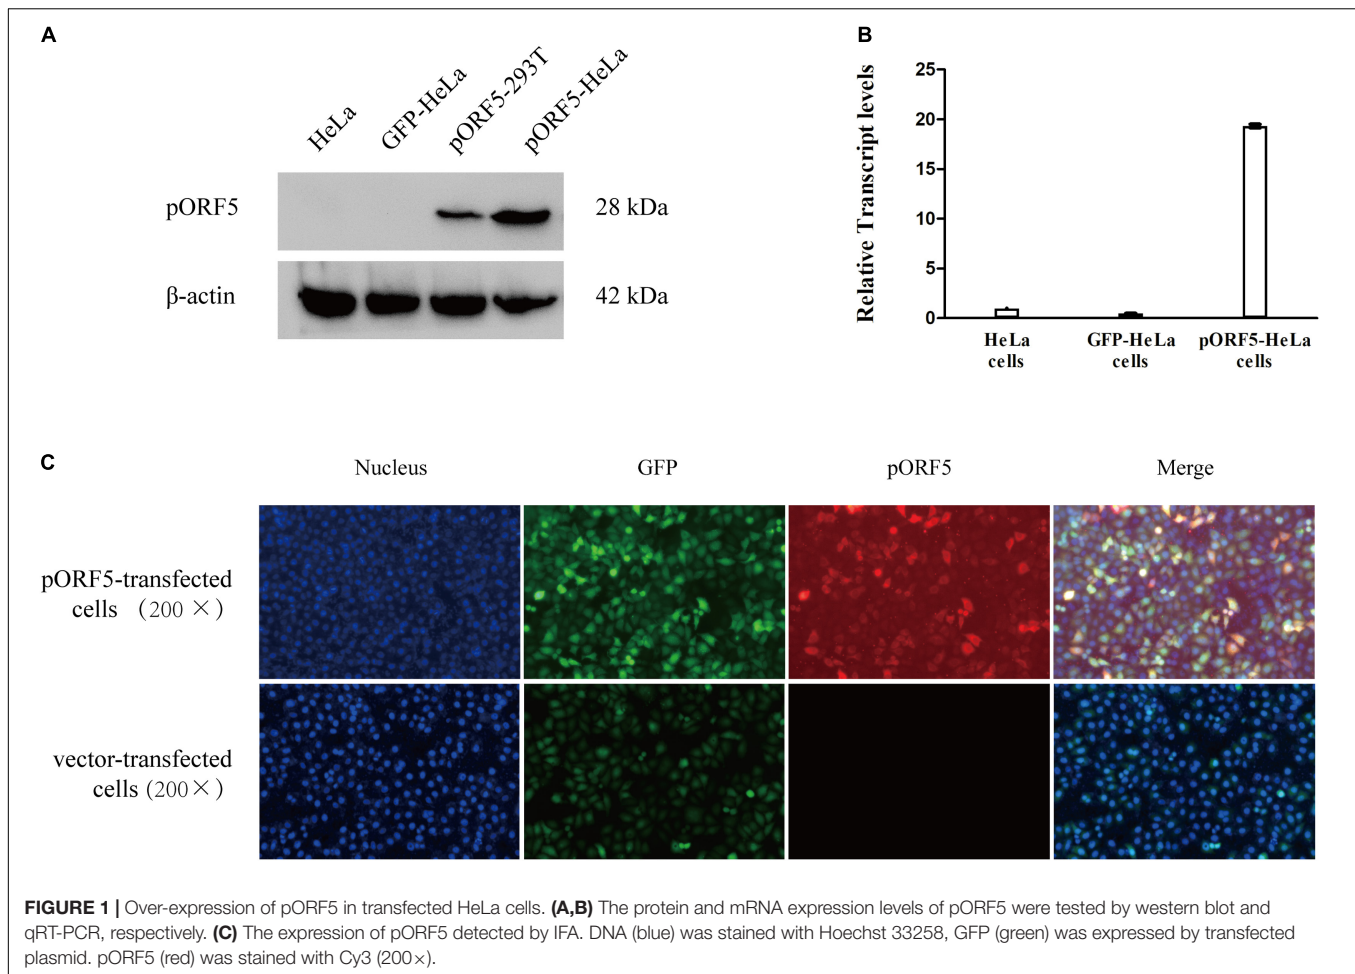 A
HeLa
GFP-HeLa
pORF5-293T
pORF5-HeLa
pORF5
28 kDa
β-actin
42 kDa
B
Relative Transcript levels
25
20
15
10
5
0
HeLa
cells
GFP-HeLa
cells
pORF5-HeLa
cells
C
Nucleus
GFP
pORF5
Merge
pORF5-transfected
cells (200 ×)
vector-transfected
cells (200×)
FIGURE 1 | Over-expression of pORF5 in transfected HeLa cells. (A,B) The protein and mRNA expression levels of pORF5 were tested by western blot and
qRT-PCR, respectively. (C) The expression of pORF5 detected by IFA. DNA (blue) was stained with Hoechst 33258, GFP (green) was expressed by transfected
plasmid. pORF5 (red) was stained with Cy3 (200×).